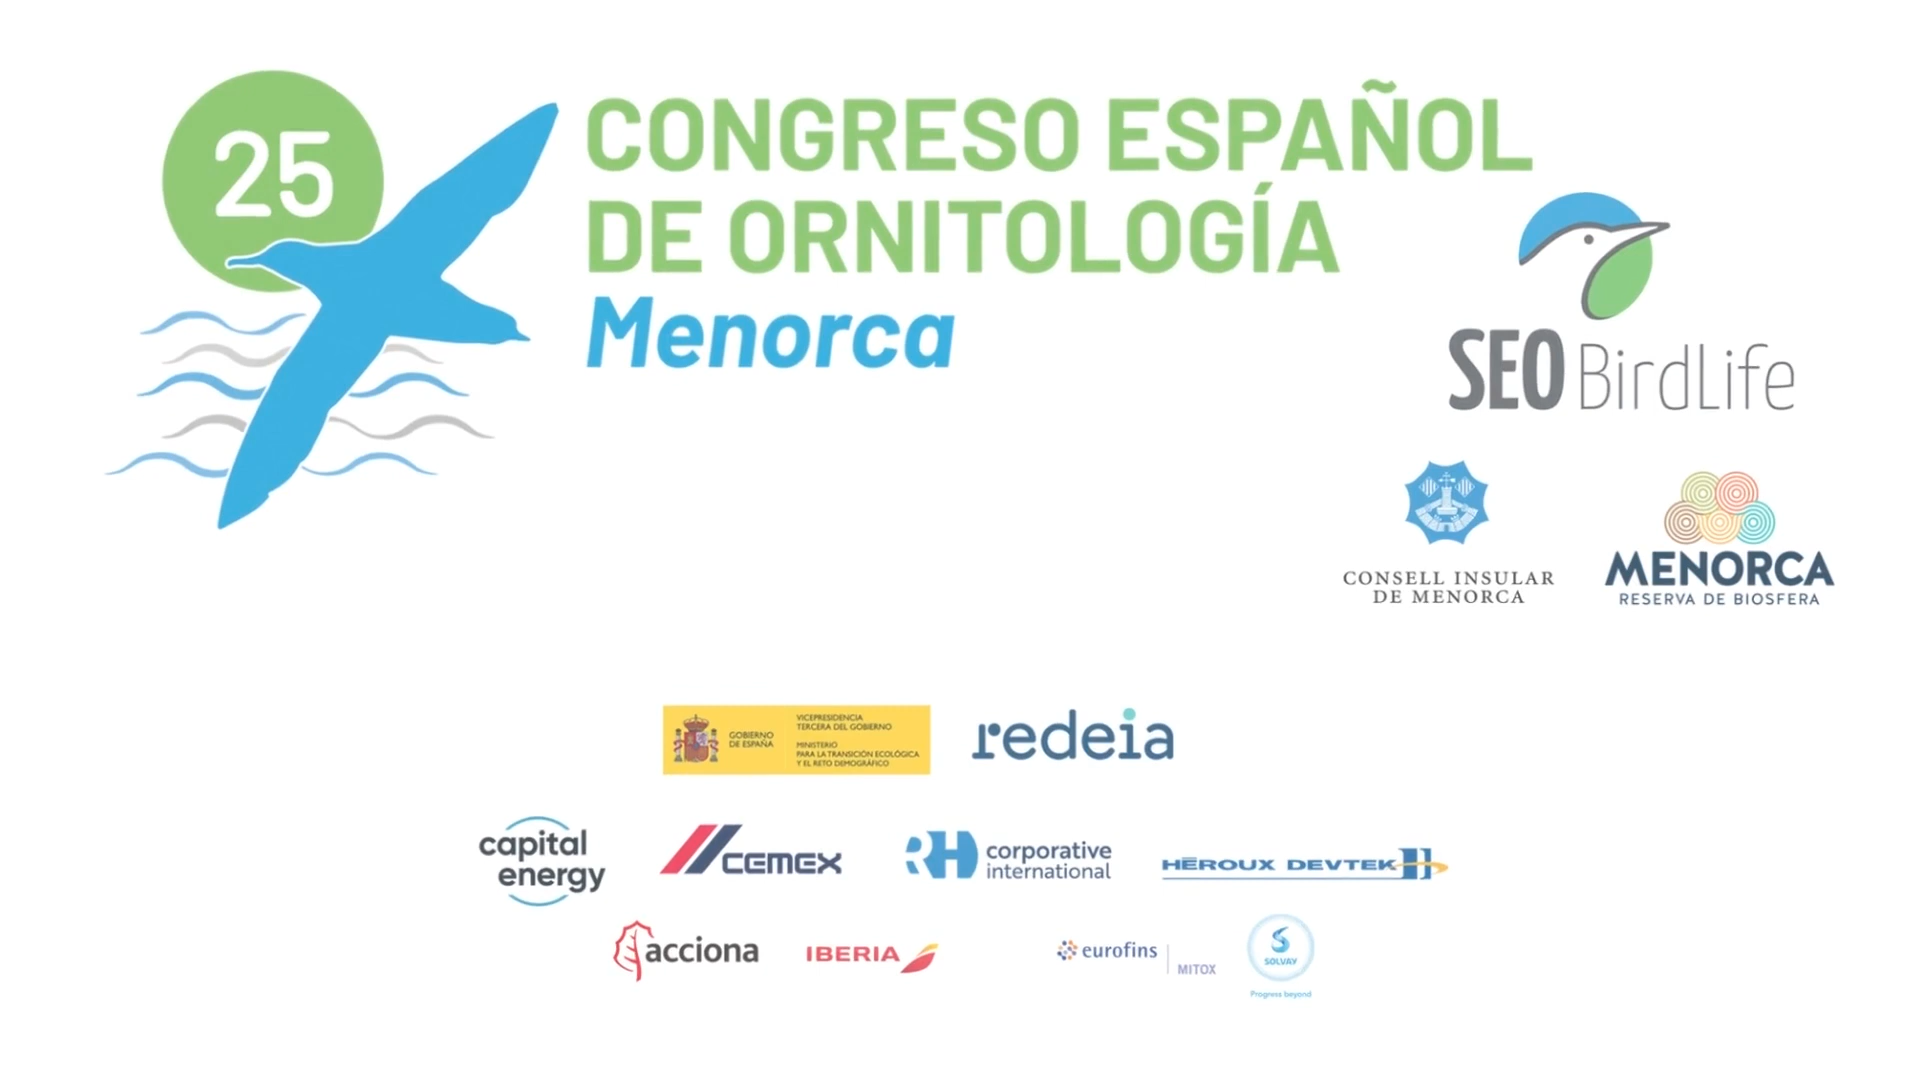 25
CONGRESO ESPAÑOL
DE ORNITOLOGÍA
Menorca
SEO BirdLife
CONSELL INSULAR
DE MENORCA
MENORCA
RESERVA DE BIOSFERA
GOBIERNO
DE ESPAÑA
VICEPRESIDENCIA
TERCERA DEL GOBIERNO
MINISTERIO
PARA LA TRANSICIÓN ECOLÓGICA
Y EL RETO DEMOGRÁFICO
redeia
capital
energy
CEMEX
RH corporative
international
HÉROUX DEVTEK
acciona
IBERIA
eurofins
MITOX
SOLVAY
Progress beyond